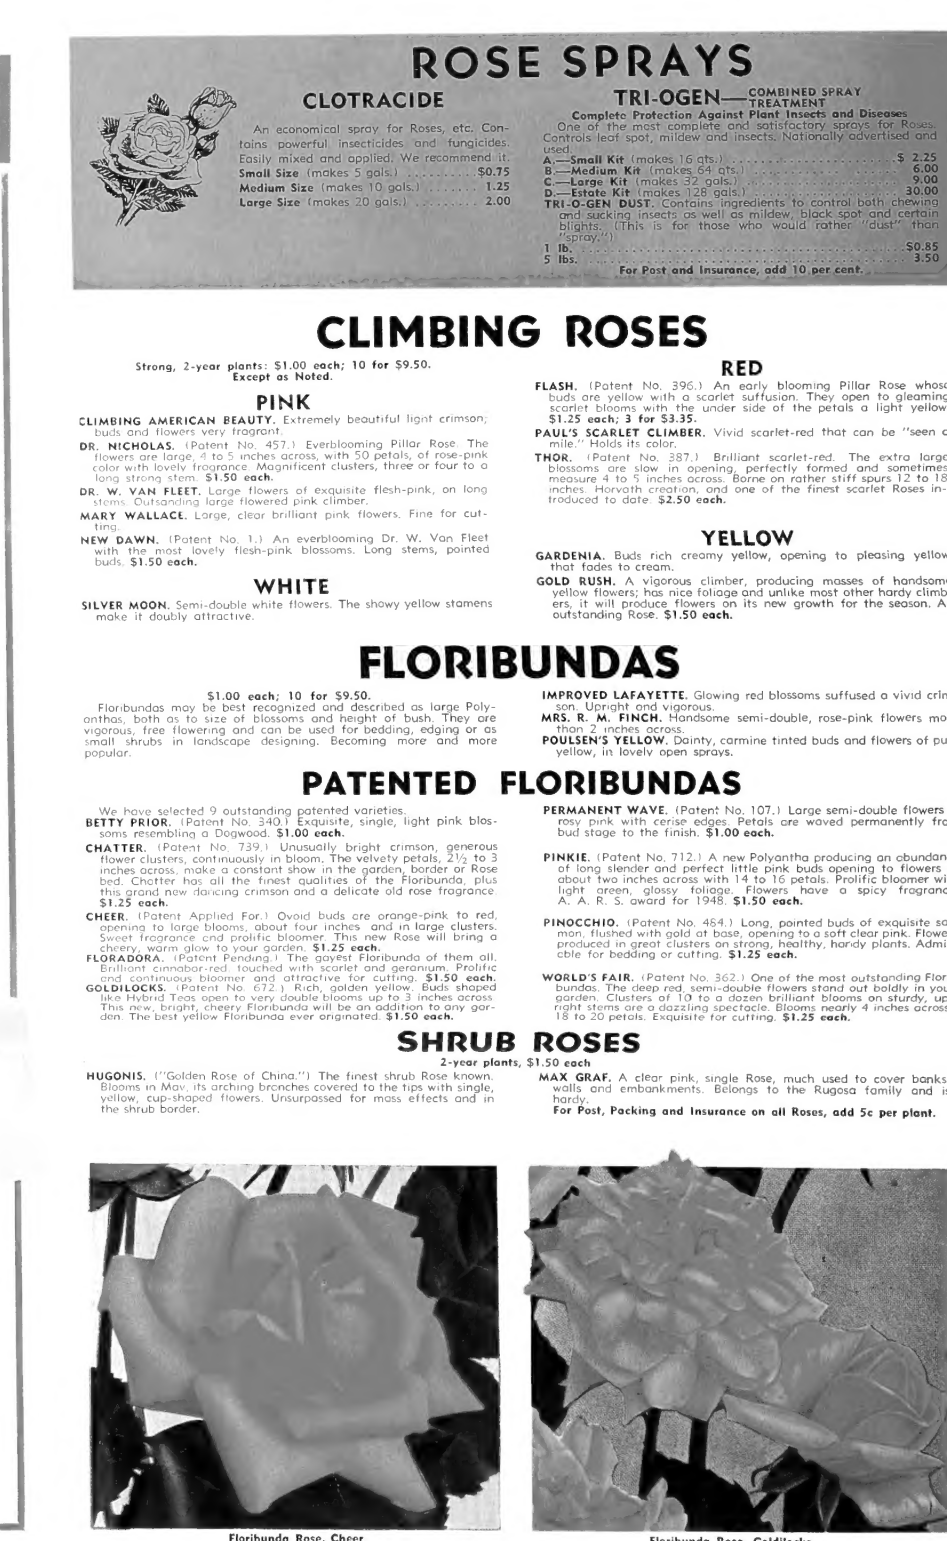 ROSE SPRAYS
CLOTRACIDE
An economical spray for Roses, etc. Con-
tains powerful insecticides and fungicides.
Easily mixed and applied. We recommend it.
Small Size (makes 5 gals.) .......... $0.75
Medium Size (makes 10 gals.) ....... 1.25
Large Size (makes 20 gals.) ......... 2.00
TRI-OGEN—COMBINED SPRAY
TREATMENT
Complete Protection Against Plant Insects and Diseases
One of the most complete and satisfactory sprays for Roses.
Controls leaf spot, mildew and insects. Nationally advertised and
used.
A.—Small Kit (makes 16 qts.) ........................ $ 2.25
B.—Medium Kit (makes 64 qts.) ...................... 6.00
C.—Large Kit (makes 32 gals.) ...................... 9.00
D.—Estate Kit (makes 128 gals.) .................... 30.00
TRI-O-GEN DUST. Contains ingredients to control both chewing
and sucking insects as well as mildew, black spot and certain
blights. (This is for those who would rather "dust" than
"spray.")
1 lb. ................................................ $0.85
5 lbs. ............................................... 3.50
For Post and Insurance, add 10 per cent.
CLIMBING ROSES
Strong, 2-year plants: $1.00 each; 10 for $9.50.
Except as Noted.
PINK
CLIMBING AMERICAN BEAUTY. Extremely beautiful light crimson;
buds and flowers very fragrant.
DR. NICHOLAS. (Patent No. 457.) Everblooming Pillar Rose. The
flowers are large, 4 to 5 inches across, with 50 petals, of rose-pink
color with lovely fragrance. Magnificent clusters, three or four to a
long strong stem. $1.50 each.
DR. W. VAN FLEET. Large flowers of exquisite flesh-pink, on long
stems. Outsanding large flowered pink climber.
MARY WALLACE. Large, clear brilliant pink flowers. Fine for cut-
ting.
NEW DAWN. (Patent No. 1.) An everblooming Dr. W. Van Fleet
with the most lovely flesh-pink blossoms. Long stems, pointed
buds. $1.50 each.
WHITE
SILVER MOON. Semi-double white flowers. The showy yellow stamens
make it doubly attractive.
RED
FLASH. (Patent No. 396.) An early blooming Pillar Rose whose
buds are yellow with a scarlet suffusion. They open to gleaming
scarlet blooms with the under side of the petals a light yellow
$1.25 each; 3 for $3.35.
PAUL'S SCARLET CLIMBER. Vivid scarlet-red that can be "seen a
mile." Holds its color.
THOR. (Patent No. 387.) Brilliant scarlet-red. The extra large
blossoms are slow in opening, perfectly formed and sometimes
measure 4 to 5 inches across. Borne on rather stiff spurs 12 to 18
inches. Horvath creation, and one of the finest scarlet Roses in-
troduced to date. $2.50 each.
YELLOW
GARDENIA. Buds rich creamy yellow, opening to pleasing yellow
that fades to cream.
GOLD RUSH. A vigorous climber, producing masses of handsome
yellow flowers; has nice foliage and unlike most other hardy climb
ers, it will produce flowers on its new growth for the season. A
outstanding Rose. $1.50 each.
FLORIBUNDAS
$1.00 each; 10 for $9.50.
Floribundas may be best recognized and described as large Poly-
anthas, both as to size of blossoms and height of bush. They are
vigorous, free flowering and can be used for bedding, edging or as
small shrubs in landscape designing. Becoming more and more
popular.
IMPROVED LAFAYETTE. Glowing red blossoms suffused a vivid crim
son. Upright and vigorous.
MRS. R. M. FINCH. Handsome semi-double, rose-pink flowers mo
than 2 inches across.
POULSEN'S YELLOW. Dainty, carmine tinted buds and flowers of pu
yellow, in lovely open sprays.
PATENTED FLORIBUNDAS
We have selected 9 outstanding patented varieties.
BETTY PRIOR. (Patent No. 340.) Exquisite, single, light pink blos-
soms resembling a Dogwood. $1.00 each.
CHATTER. (Patent No. 739.) Unusually bright crimson, generous
flower clusters, continuously in bloom. The velvety petals, 2½ to 3
inches across, make a constant show in the garden, border or Rose
bed. Chatter has all the finest qualities of the Floribunda, plus
this grand new dancing crimson and a delicate old rose fragrance.
$1.25 each.
CHEER. (Patent Applied For.) Ovoid buds are orange-pink to red,
opening to large blooms, about four inches and in large clusters.
Sweet fragrance and prolific bloomer. This new Rose will bring a
cheery, warm glow to your garden. $1.25 each.
FLORADORA. (Patent Pending.) The gayest Floribunda of them all.
Brilliant cinnabar-red, touched with scarlet and geranium. Prolific
and continuous bloomer and attractive for cutting. $1.50 each.
GOLDILOCKS. (Patent No. 672.) Rich, golden yellow. Buds shaped
like Hybrid Teas open to very double blooms up to 3 inches across.
This new, bright, cheery Floribunda will be an addition to any gar-
den. The best yellow Floribunda ever originated. $1.50 each.
PERMANENT WAVE. (Patent No. 107.) Large semi-double flowers
rosy pink with cerise edges. Petals are waved permanently fro
bud stage to the finish. $1.00 each.
PINKIE. (Patent No. 712.) A new Polyantha producing an abundan
of long slender and perfect little pink buds opening to flowers
about two inches across with 14 to 16 petals. Prolific bloomer wi
light green, glossy foliage. Flowers have a spicy fragranc
A. A. R. S. award for 1948. $1.50 each.
PINOCCHIO. (Patent No. 484.) Long, pointed buds of exquisite sa
mon, flushed with gold at base, opening to a soft clear pink. Flowe
produced in great clusters on strong, healthy, hardy plants. Admi
able for bedding or cutting. $1.25 each.
WORLD'S FAIR. (Patent No. 362.) One of the most outstanding Flor
bundas. The deep red, semi-double flowers stand out boldly in you
garden. Clusters of 10 to a dozen brilliant blooms on sturdy, up
right stems are a dazzling spectacle. Blooms nearly 4 inches across
18 to 20 petals. Exquisite for cutting. $1.25 each.
SHRUB ROSES
2-year plants, $1.50 each
HUGONIS. ("Golden Rose of China.") The finest shrub Rose known.
Blooms in May, its arching branches covered to the tips with single,
yellow, cup-shaped flowers. Unsurpassed for mass effects and in
the shrub border.
MAX GRAF. A clear pink, single Rose, much used to cover banks
walls and embankments. Belongs to the Rugosa family and is
hardy.
For Post, Packing and Insurance on all Roses, add 5c per plant.
Floribunda Rose, Cheer
Floribunda Rose, Goldilocks